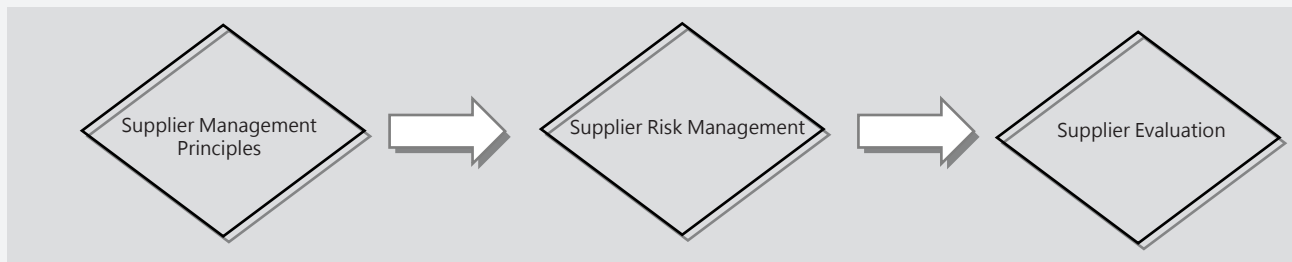 Supplier Management
Principles
Supplier Risk Management
Supplier Evaluation